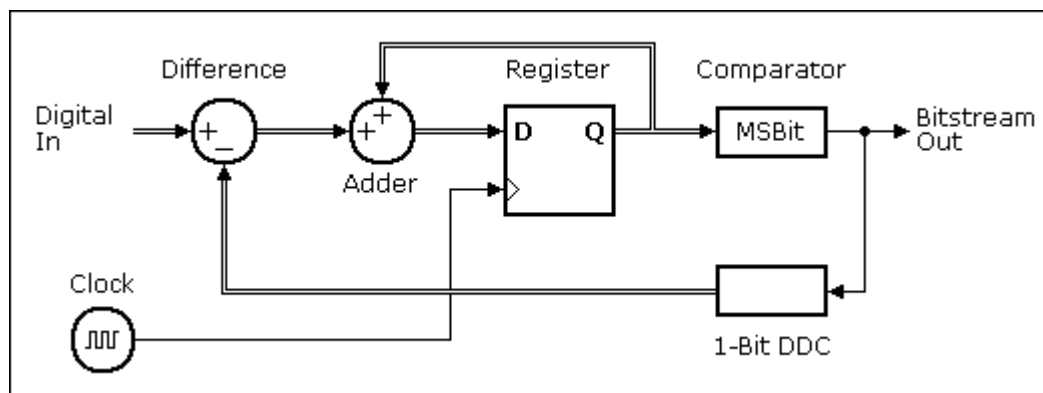 Difference
Register
Comparator
Digital
In
+
−
+
+
D
Q
MSBit
Bitstream
Out
Adder
Clock
1-Bit DDC